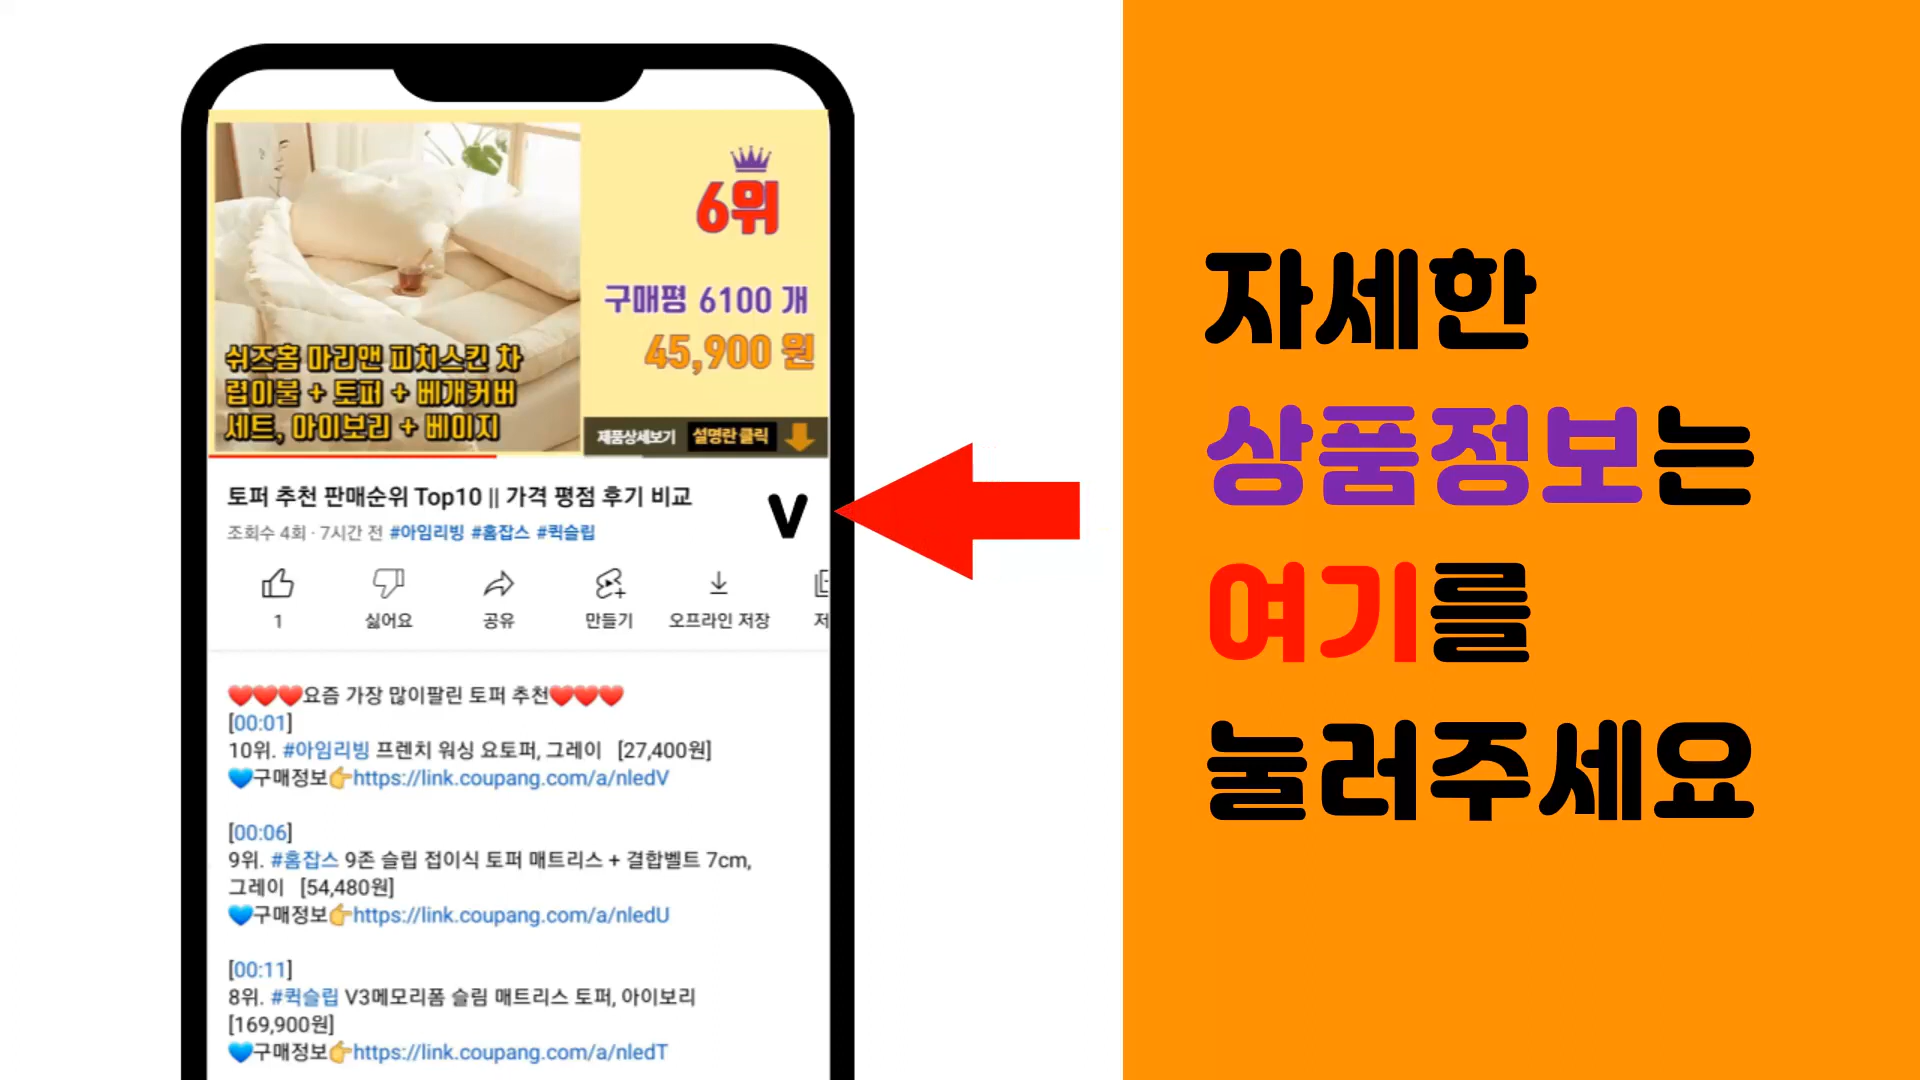 6위
구매평 6100 개
45,900 원
쉬즈홈 마리앤 피치스킨 차
렵이불 + 토퍼 + 베개커버
세트, 아이보리 + 베이지
제품상세보기 설명란 클릭
토퍼 추천 판매순위 Top10 || 가격 평점 후기 비교
V
조회수 4회 · 7시간 전 #아임리빙 #홈잡스 #퀵슬립
1 싫어요 공유 만들기 오프라인 저장 저
❤️❤️❤️요즘 가장 많이팔린 토퍼 추천❤️❤️❤️
[00:01]
10위. #아임리빙 프렌치 워싱 요토퍼, 그레이 [27,400원]
💙구매정보👉https://link.coupang.com/a/nledV
[00:06]
9위. #홈잡스 9존 슬립 접이식 토퍼 매트리스 + 결합벨트 7cm,
그레이 [54,480원]
💙구매정보👉https://link.coupang.com/a/nledU
[00:11]
8위. #퀵슬립 V3메모리폼 슬림 매트리스 토퍼, 아이보리
[169,900원]
💙구매정보👉https://link.coupang.com/a/nledT
자세한
상품정보는
여기를
눌러주세요